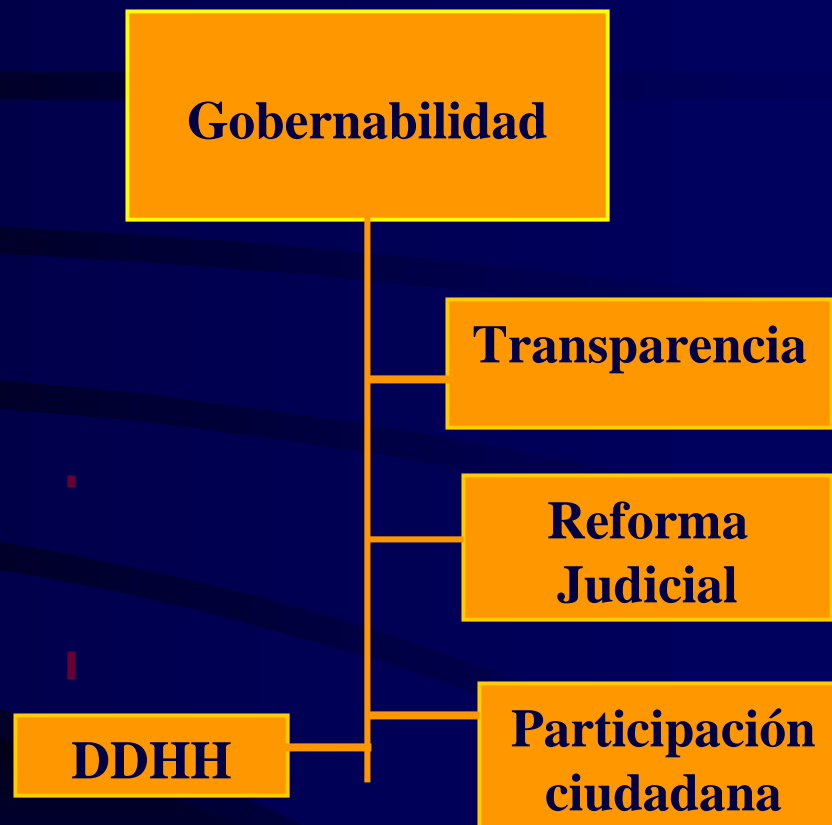 Gobernabilidad
Transparencia
Reforma
Judicial
Participación
ciudadana
DDHH